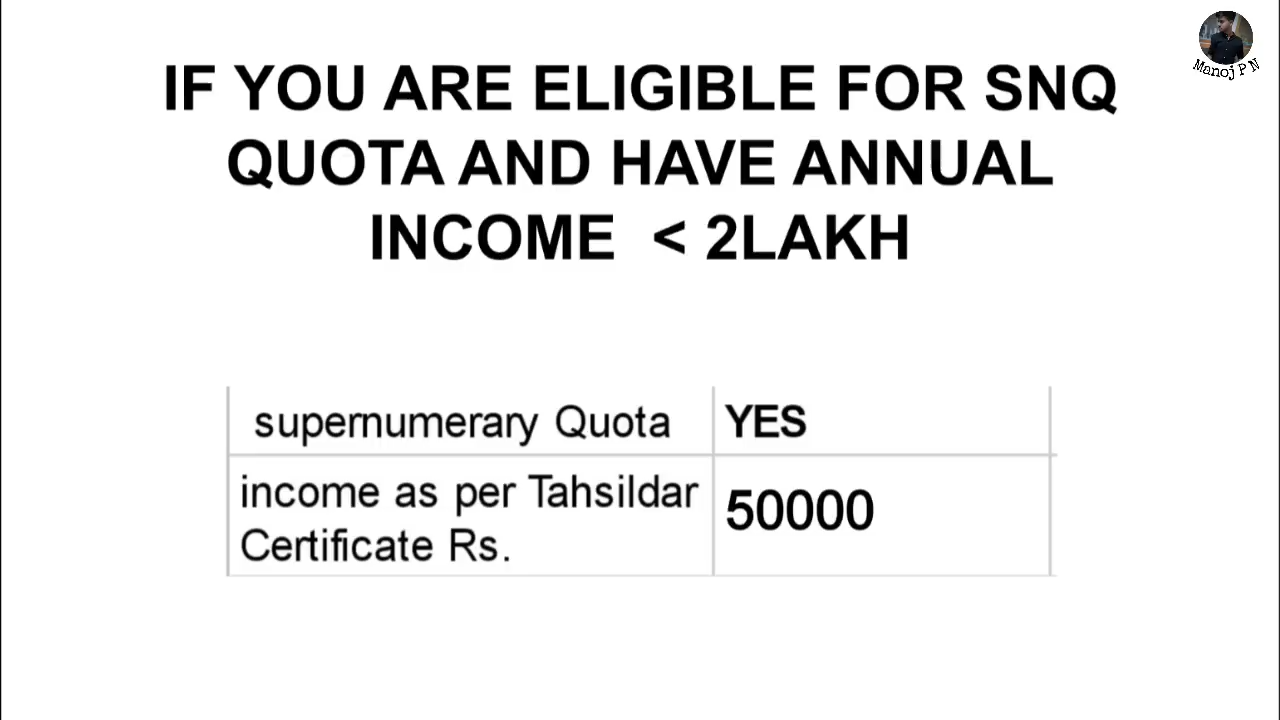 Manoj P N
IF YOU ARE ELIGIBLE FOR SNQ
QUOTA AND HAVE ANNUAL
INCOME < 2LAKH
supernumerary Quota YES
income as per Tahsildar
Certificate Rs. 50000